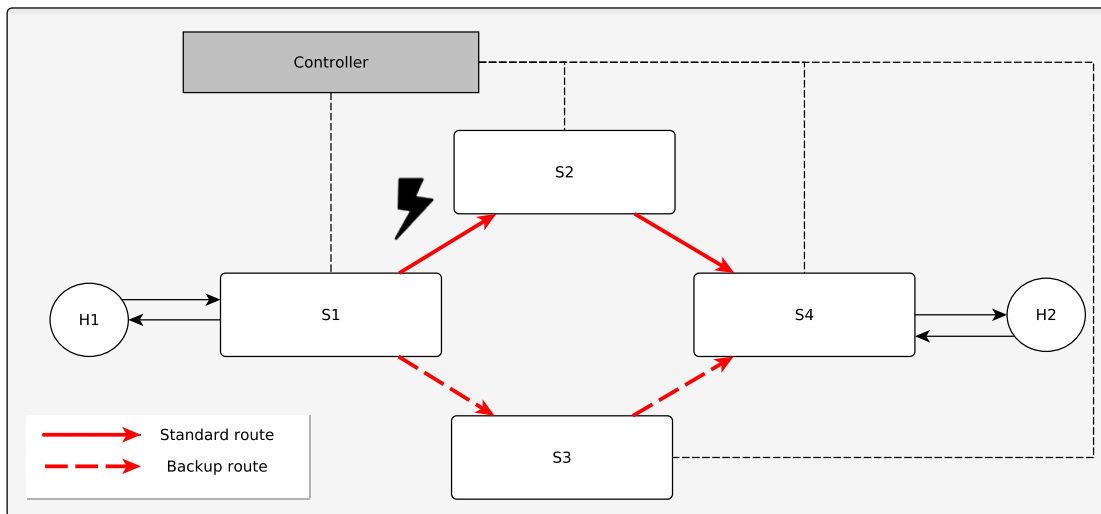 Controller
S2
H1
S1
S4
H2
S3
Standard route
Backup route